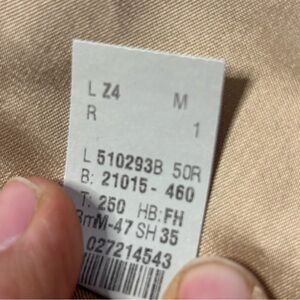 L Z4 M
R 1
L 510293B 50R
B: 21015- 460
T: 250 HB: FH
M-47 SH 35
027214543